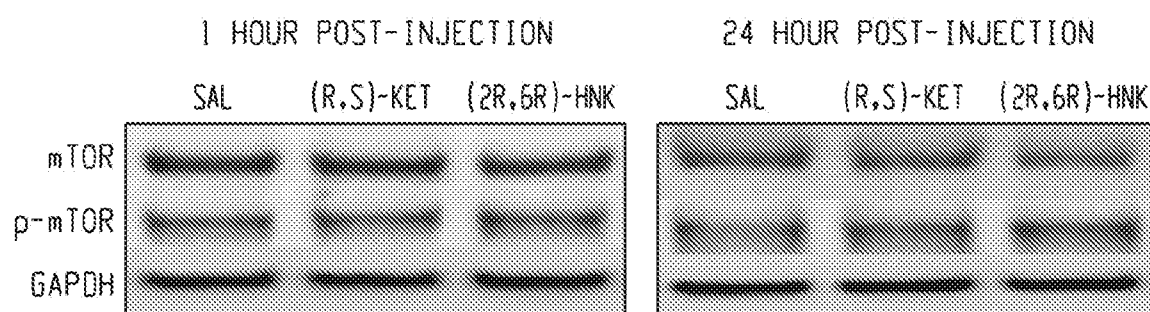 1 HOUR POST-INJECTION 24 HOUR POST-INJECTION
SAL (R,S)-KET (2R,6R)-HNK SAL (R,S)-KET (2R,6R)-HNK
mTOR
p-mTOR
GAPDH